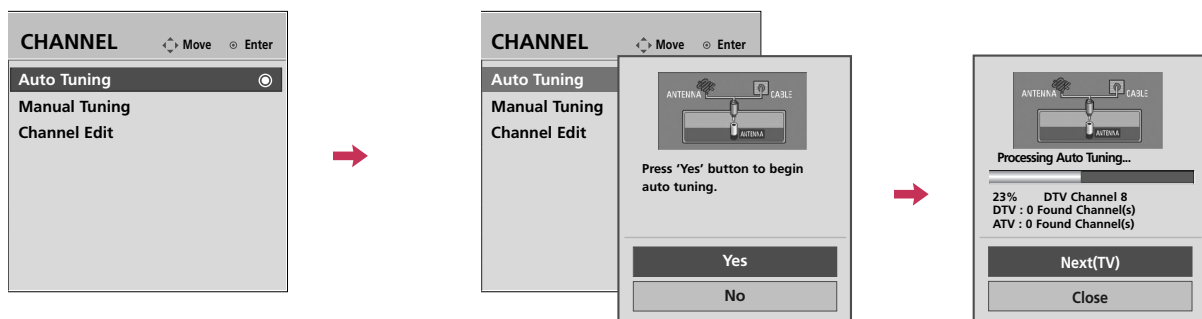 CHANNEL Move Enter
Auto Tuning
Manual Tuning
Channel Edit
CHANNEL Move Enter
Auto Tuning
Manual Tuning
Channel Edit
ANTENNA CABLE
ANTENNA
Press ‘Yes’ button to begin
auto tuning.
Yes
No
ANTENNA CABLE
ANTENNA
Processing Auto Tuning...
23% DTV Channel 8
DTV : 0 Found Channel(s)
ATV : 0 Found Channel(s)
Next(TV)
Close